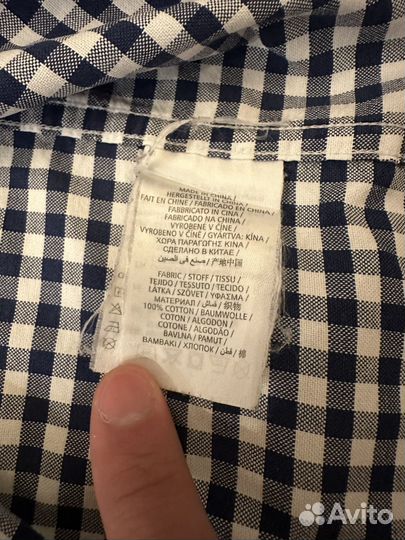 MADE IN CHINA /
HERGESTELLT IN CHINA /
FAIT EN CHINE / FABRICADO EN CHINA /
FABBRICATO IN CINA /
FABRICADO NA CHINA /
VYROBENE V ČÍNE /
VYROBENO V ČÍNĚ / GYÁRTVA: KÍNA /
ΧΩΡΑ ΠΑΡΑΓΩΓΗΣ ΚΙΝΑ /
СДЕЛАНО В КИТАЕ
صنع في الصين / 中国产地
FABRIC / STOFF / TISSU /
TEJIDO / TESSUTO / TECIDO /
LÁTKA / SZÖVET / ΥΦΑΣΜΑ /
МАТЕРИАЛ / قماش / 织物
100% COTTON / BAUMWOLLE /
COTON / ALGODON /
COTONE / ALGODÃO /
BAVLNA / PAMUT /
BAMBAKI / ХЛОПОК / قطن / 棉
Avito